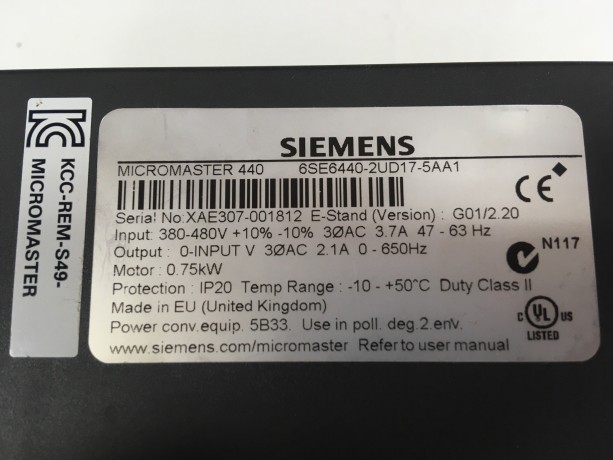 KCC-REM-S49-
MICROMASTER
SIEMENS
MICROMASTER 440 6SE6440-2UD17-5AA1
Serial No:XAE307-001812 E-Stand (Version) : G01/2.20
Input: 380-480V +10% -10% 3ØAC 3.7A 47 - 63 Hz
Output : 0-INPUT V 3ØAC 2.1A 0 - 650Hz
Motor : 0.75kW
Protection : IP20 Temp Range : -10 - +50°C Duty Class II
Made in EU (United Kingdom)
Power conv.equip. 5B33. Use in poll. deg.2 env.
www.siemens.com/micromaster Refer to user manual
CE
N117
C UL US
LISTED